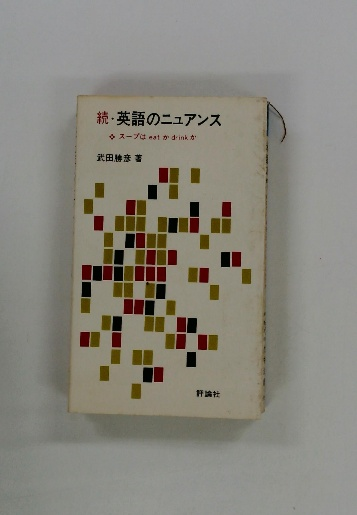 続・英語のニュアンス
スープは eat か drink か
武田勝彦 著
評論社